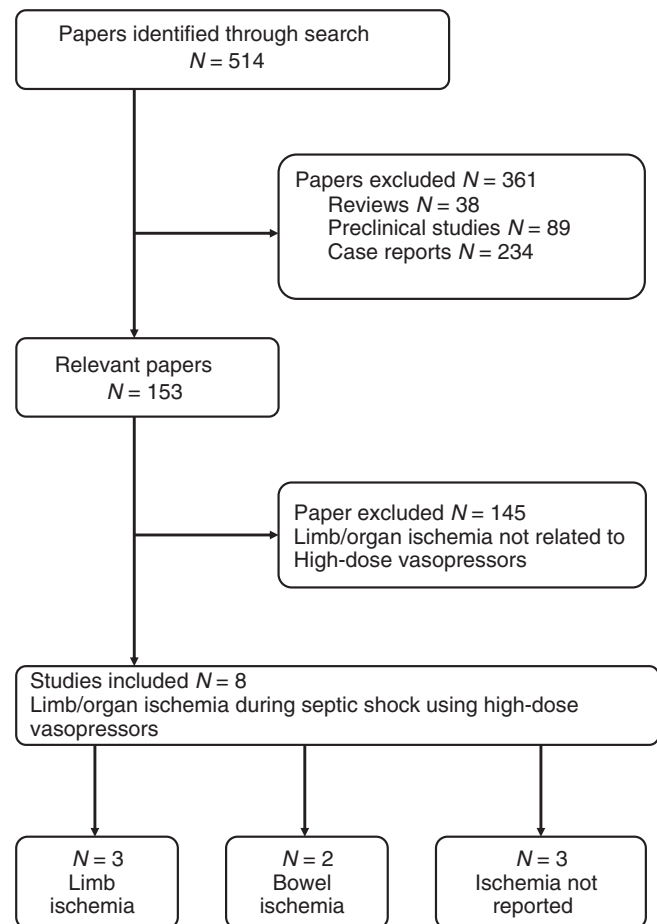 Papers identified through search
N = 514
Papers excluded N = 361
Reviews N = 38
Preclinical studies N = 89
Case reports N = 234
Relevant papers
N = 153
Paper excluded N = 145
Limb/organ ischemia not related to
High-dose vasopressors
Studies included N = 8
Limb/organ ischemia during septic shock using high-dose
vasopressors
N = 3
Limb
ischemia
N = 2
Bowel
ischemia
N = 3
Ischemia not
reported